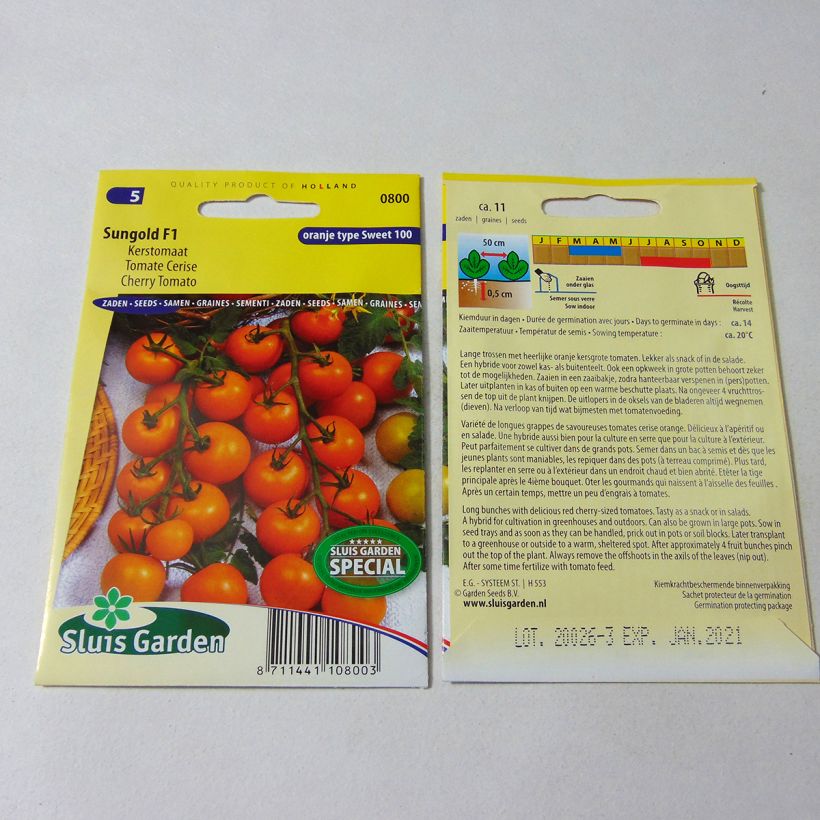 QUALITY PRODUCT OF HOLLAND
5
0800
Sungold F1
oranje type Sweet 100
Kerstomaat
Tomate Cerise
Cherry Tomato
ZADEN • SEEDS • SAMEN • GRAINES • SEMENTI • ZADEN • SEEDS • SAMEN • GRAINES • SEM
SLUIS GARDEN
SPECIAL
Sluis Garden
8 711441 108003
ca. 11
zaden | graines | seeds
50 cm
0,5 cm
J F M A M J J A S O N D
Zaaien
onder glas
Semer sous verre
Sow indoor
Oogsttijd
Récolte
Harvest
Kiemduur in dagen • Durée de germination avec jours • Days to germinate in days : ca. 14
Zaaitemperatuur • Température de semis • Sowing temperature : ca. 20°C
Lange trossen met heerlijke oranje kersgrote tomaten. Lekker als snack of in de salade.
Een hybride voor zowel kas- als buitenteelt. Ook een opkweek in grote potten behoort zeker
tot de mogelijkheden. Zaaien in een zaaibakje, zodra hanteerbaar verspenen in (pers)potten.
Later uitplanten in kas of buiten op een warme beschutte plaats. Na ongeveer 4 vruchttros-
sen de top uit de plant knijpen. De uitlopers in de oksels van de bladeren altijd wegnemen
(dieven). Na verloop van tijd wat bijmesten met tomatenvoeding.
Variété de longues grappes de savoureuses tomates cerise orange. Délicieux à l'apéritif ou
en salade. Une hybride aussi bien pour la culture en serre que pour la culture à l'extérieur.
Peut parfaitement se cultiver dans de grands pots. Semer dans un bac à semis et dès que les
jeunes plants sont maniables, les repiquer dans des pots (à terreau comprimé). Plus tard,
les replanter en serre ou à l'extérieur dans un endroit chaud et bien abrité. Etêter la tige
principale après le 4ième bouquet. Oter les gourmands qui naissent à l'aisselle des feuilles .
Après un certain temps, mettre un peu d'engrais à tomates.
Long bunches with delicious red cherry-sized tomatoes. Tasty as a snack or in salads.
A hybrid for cultivation in greenhouses and outdoors. Can also be grown in large pots. Sow in
seed trays and as soon as they can be handled, prick out in pots or soil blocks. Later transplant
to a greenhouse or outside to a warm, sheltered spot. After approximately 4 fruit bunches pinch
out the top of the plant. Always remove the offshoots in the axils of the leaves (nip out).
After some time fertilize with tomato feed.
E.G. - SYSTEEM ST. | H 553
© Garden Seeds B.V.
www.sluisgarden.nl
Kiemkrachtbeschermende binnenverpakking
Sachet protecteur de la germination
Germination protecting package
LOT. 20026-3 EXP. JAN.2021